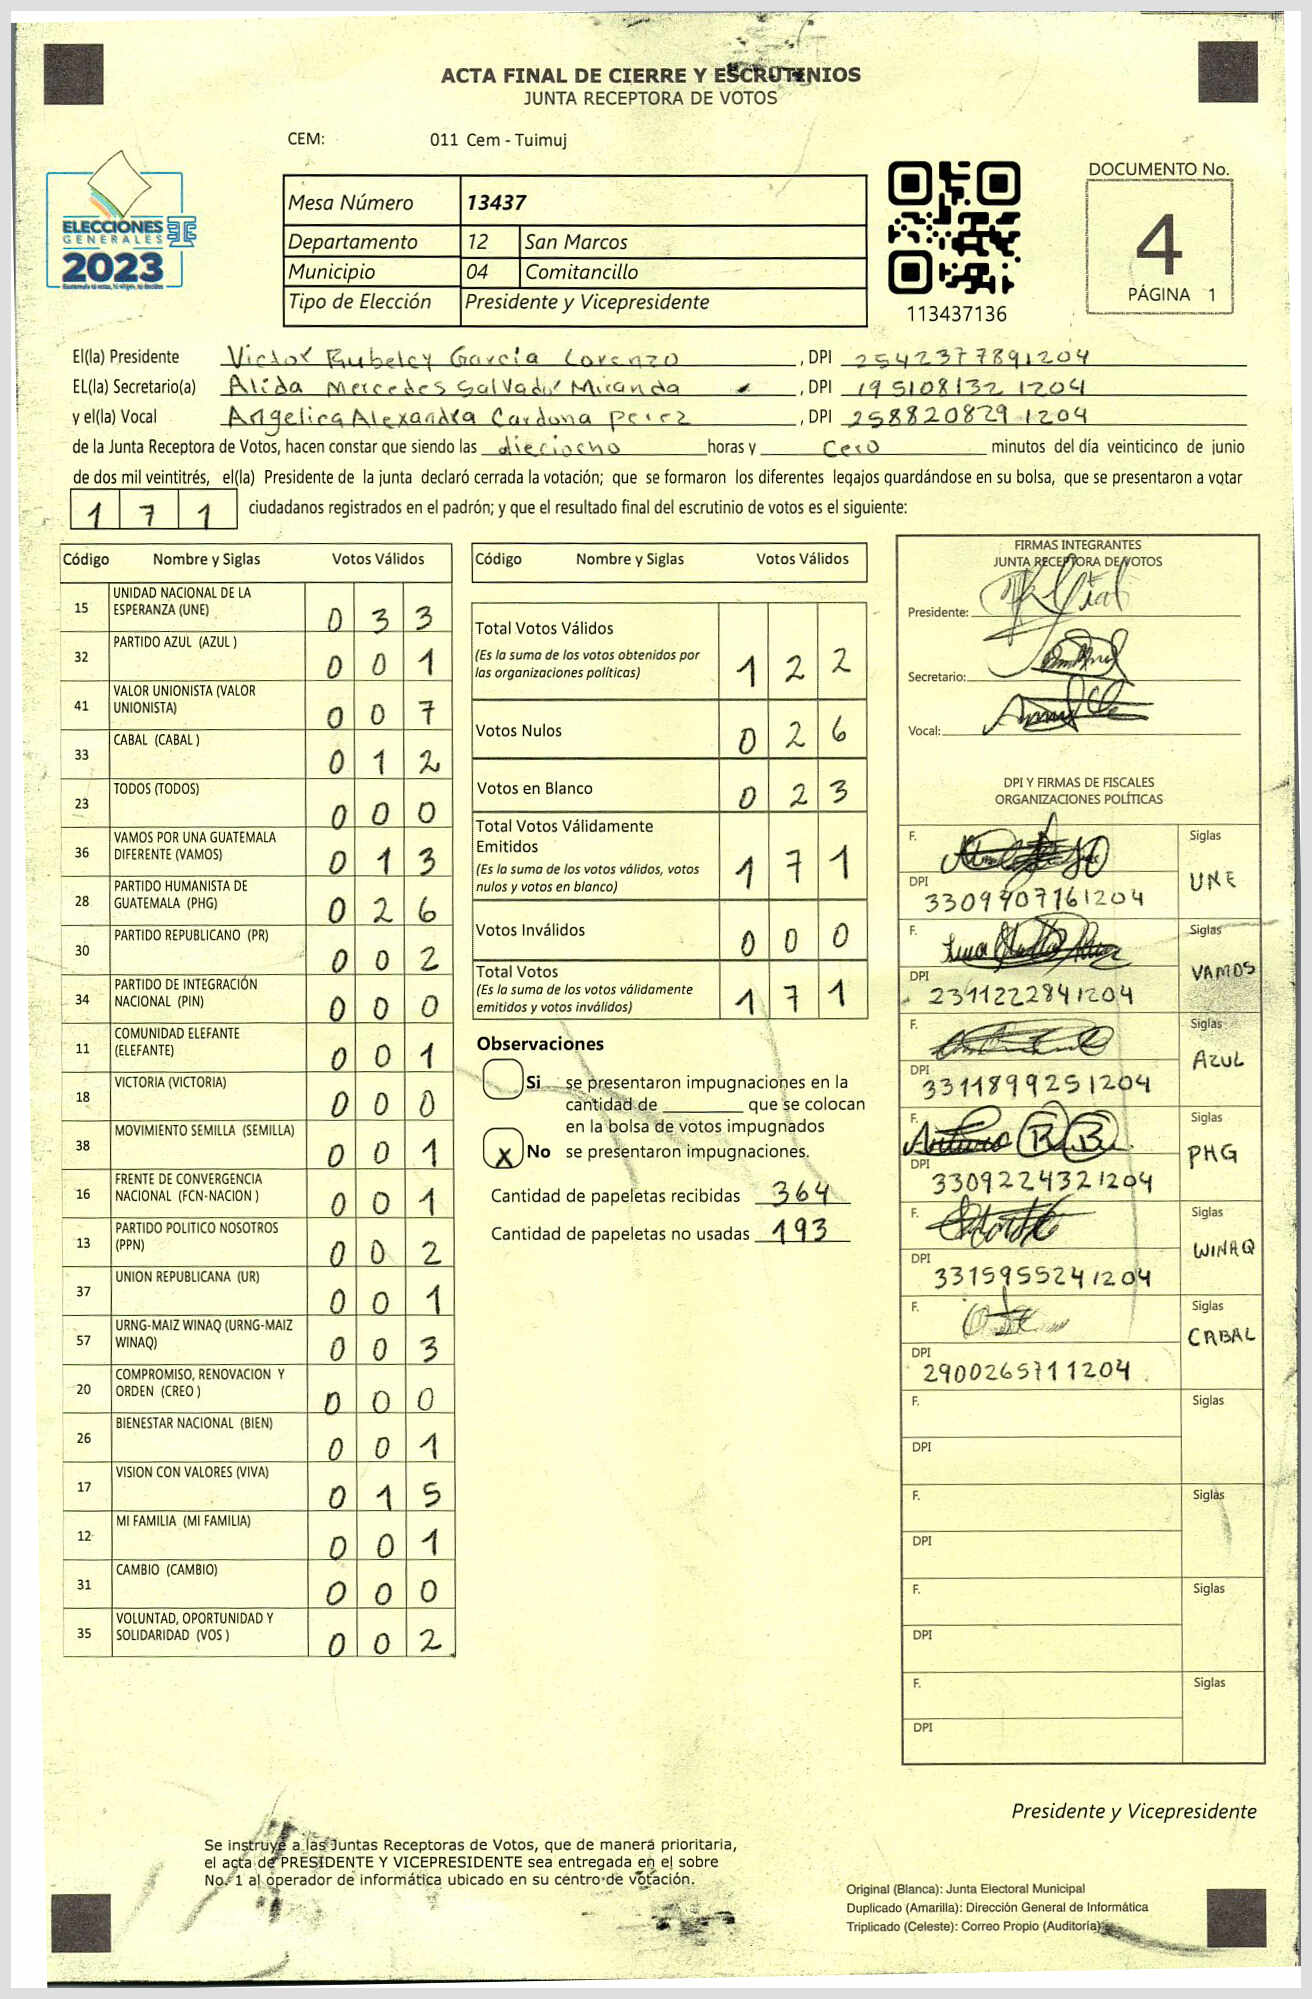 ACTA FINAL DE CIERRE Y ESCRUTINIOS
JUNTA RECEPTORA DE VOTOS
CEM: 011 Cem - Tuimuj
ELECCIONES
GENERALES
2023
Mesa Número 13437
Departamento 12 San Marcos
Municipio 04 Comitancillo
Tipo de Elección Presidente y Vicepresidente
113437136
DOCUMENTO No.
4
PÁGINA 1
El(la) Presidente Victor Rubelcy García Lorenzo, DPI 2542377891204
EL(la) Secretario(a) Alida Mercedes Salvador Miranda, DPI 195108132 1204
y el(la) Vocal Angelica Alexandra Cardona Perez, DPI 258820829 1204
de la Junta Receptora de Votos, hacen constar que siendo las dieciocho horas y Cero minutos del día veinticinco de junio
de dos mil veintitrés, el(la) Presidente de la junta declaró cerrada la votación; que se formaron los diferentes legajos guardándose en su bolsa, que se presentaron a votar
1 7 1 ciudadanos registrados en el padrón; y que el resultado final del escrutinio de votos es el siguiente:
Código Nombre y Siglas Votos Válidos
15 UNIDAD NACIONAL DE LA ESPERANZA (UNE) 0 3 3
32 PARTIDO AZUL (AZUL ) 0 0 1
41 VALOR UNIONISTA (VALOR UNIONISTA) 0 0 7
33 CABAL (CABAL ) 0 1 2
23 TODOS (TODOS) 0 0 0
36 VAMOS POR UNA GUATEMALA DIFERENTE (VAMOS) 0 1 3
28 PARTIDO HUMANISTA DE GUATEMALA (PHG) 0 2 6
30 PARTIDO REPUBLICANO (PR) 0 0 2
34 PARTIDO DE INTEGRACIÓN NACIONAL (PIN) 0 0 0
11 COMUNIDAD ELEFANTE (ELEFANTE) 0 0 1
18 VICTORIA (VICTORIA) 0 0 0
38 MOVIMIENTO SEMILLA (SEMILLA) 0 0 1
16 FRENTE DE CONVERGENCIA NACIONAL (FCN-NACION ) 0 0 1
13 PARTIDO POLITICO NOSOTROS (PPN) 0 0 2
37 UNION REPUBLICANA (UR) 0 0 1
57 URNG-MAIZ WINAQ (URNG-MAIZ WINAQ) 0 0 3
20 COMPROMISO, RENOVACION Y ORDEN (CREO ) 0 0 0
26 BIENESTAR NACIONAL (BIEN) 0 0 1
17 VISION CON VALORES (VIVA) 0 1 5
12 MI FAMILIA (MI FAMILIA) 0 0 1
31 CAMBIO (CAMBIO) 0 0 0
35 VOLUNTAD, OPORTUNIDAD Y SOLIDARIDAD (VOS ) 0 0 2
Código Nombre y Siglas Votos Válidos
Total Votos Válidos
(Es la suma de los votos obtenidos por
las organizaciones políticas) 1 2 2
Votos Nulos 0 2 6
Votos en Blanco 0 2 3
Total Votos Válidamente
Emitidos
(Es la suma de los votos válidos, votos
nulos y votos en blanco) 1 7 1
Votos Inválidos 0 0 0
Total Votos
(Es la suma de los votos válidamente
emitidos y votos inválidos) 1 7 1
Observaciones
Si se presentaron impugnaciones en la
cantidad de ________ que se colocan
en la bolsa de votos impugnados
X No se presentaron impugnaciones.
Cantidad de papeletas recibidas 364
Cantidad de papeletas no usadas 193
FIRMAS INTEGRANTES
JUNTA RECEPTORA DE VOTOS
Presidente:
Secretario:
Vocal:
DPI Y FIRMAS DE FISCALES
ORGANIZACIONES POLÍTICAS
F. Siglas
UNE
DPI 3309907161204
F. Siglas
VAMOS
DPI 2311222841204
F. Siglas
AZUL
DPI 3311899251204
F. Siglas
PHG
DPI 3309224321204
F. Siglas
WINAQ
DPI 3315955241204
F. Siglas
CABAL
DPI 2900265711204
F. Siglas
DPI
F. Siglas
DPI
F. Siglas
DPI
F. Siglas
DPI
Presidente y Vicepresidente
Se instruye a las Juntas Receptoras de Votos, que de manera prioritaria,
el acta de PRESIDENTE Y VICEPRESIDENTE sea entregada en el sobre
No. 1 al operador de informática ubicado en su centro de votación.
Original (Blanca): Junta Electoral Municipal
Duplicado (Amarilla): Dirección General de Informática
Triplicado (Celeste): Correo Propio (Auditoría)